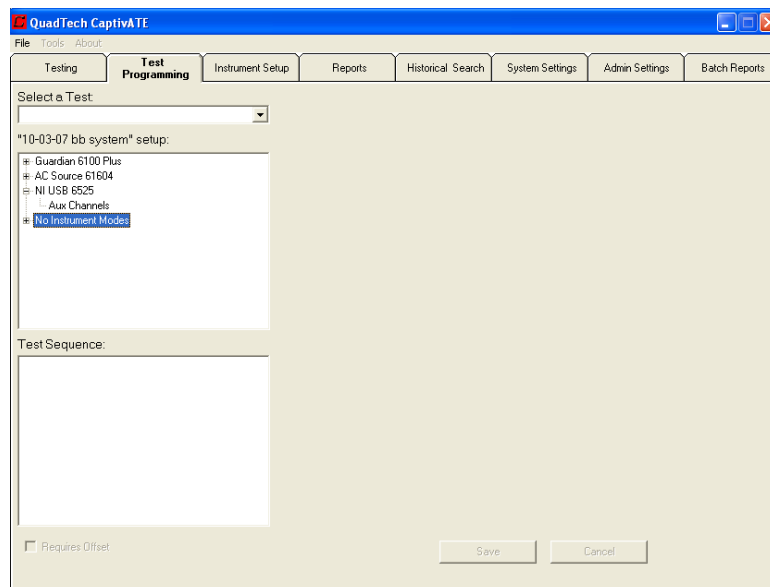 QuadTech CaptivATE
File Tools About
Testing
Test Programming
Instrument Setup
Reports
Historical Search
System Settings
Admin Settings
Batch Reports
Select a Test:
"10-03-07 bb system" setup:
Guardian 6100 Plus
AC Source 61604
NI USB 6525
Aux Channels
No Instrument Modes
Test Sequence:
Requires Offset
Save
Cancel